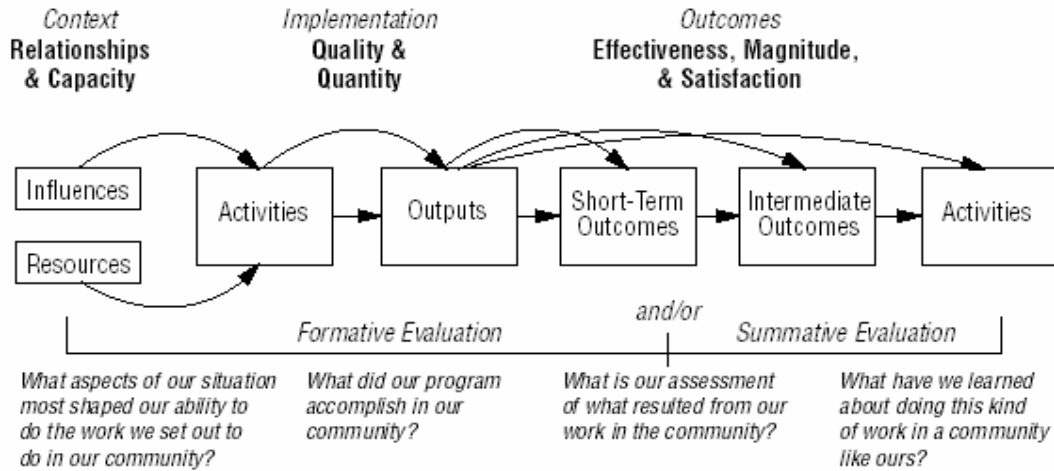 Context
Relationships
& Capacity
Implementation
Quality &
Quantity
Outcomes
Effectiveness, Magnitude,
& Satisfaction
Influences
Resources
Activities
Outputs
Short-Term
Outcomes
Intermediate
Outcomes
Activities
Formative Evaluation
and/or
Summative Evaluation
What aspects of our situation
most shaped our ability to
do the work we set out to
do in our community?
What did our program
accomplish in our
community?
What is our assessment
of what resulted from our
work in the community?
What have we learned
about doing this kind
of work in a community
like ours?